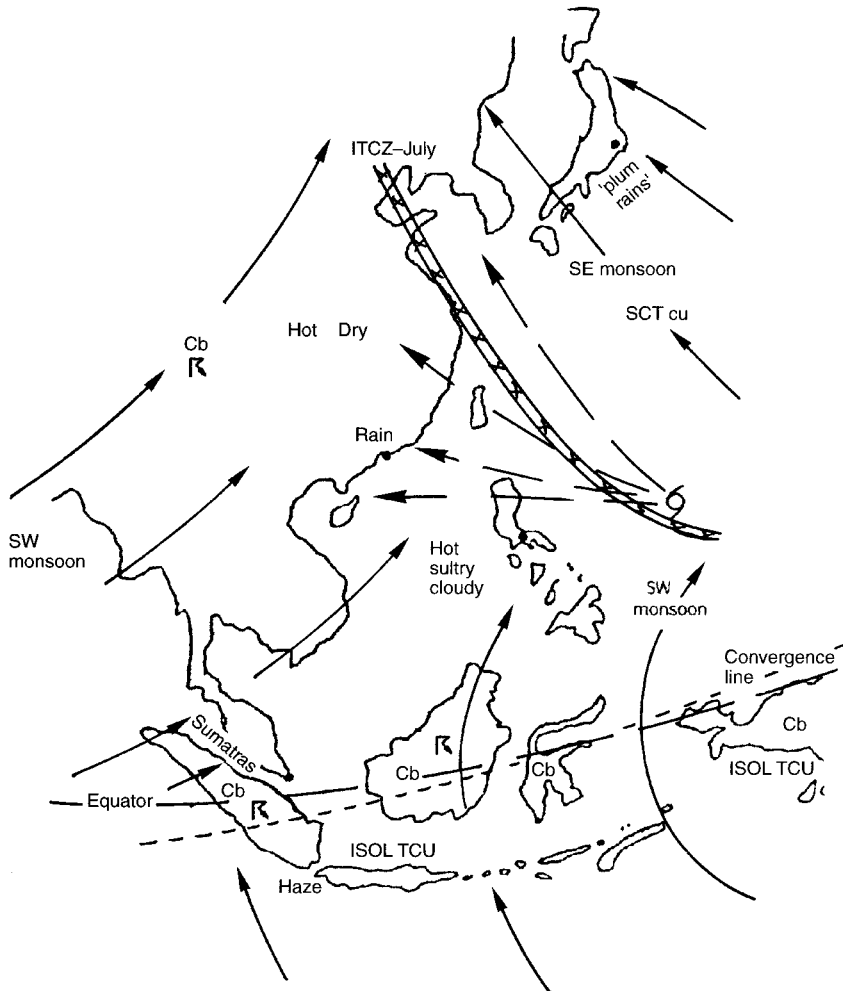 ITCZ–July
'plum
rains'
SE monsoon
SCT cu
Hot Dry
Cb
Rain
SW
monsoon
Hot
sultry
cloudy
SW
monsoon
Convergence
line
Sumatras
Cb
Cb
Cb
Cb
ISOL TCU
Equator
ISOL TCU
Haze